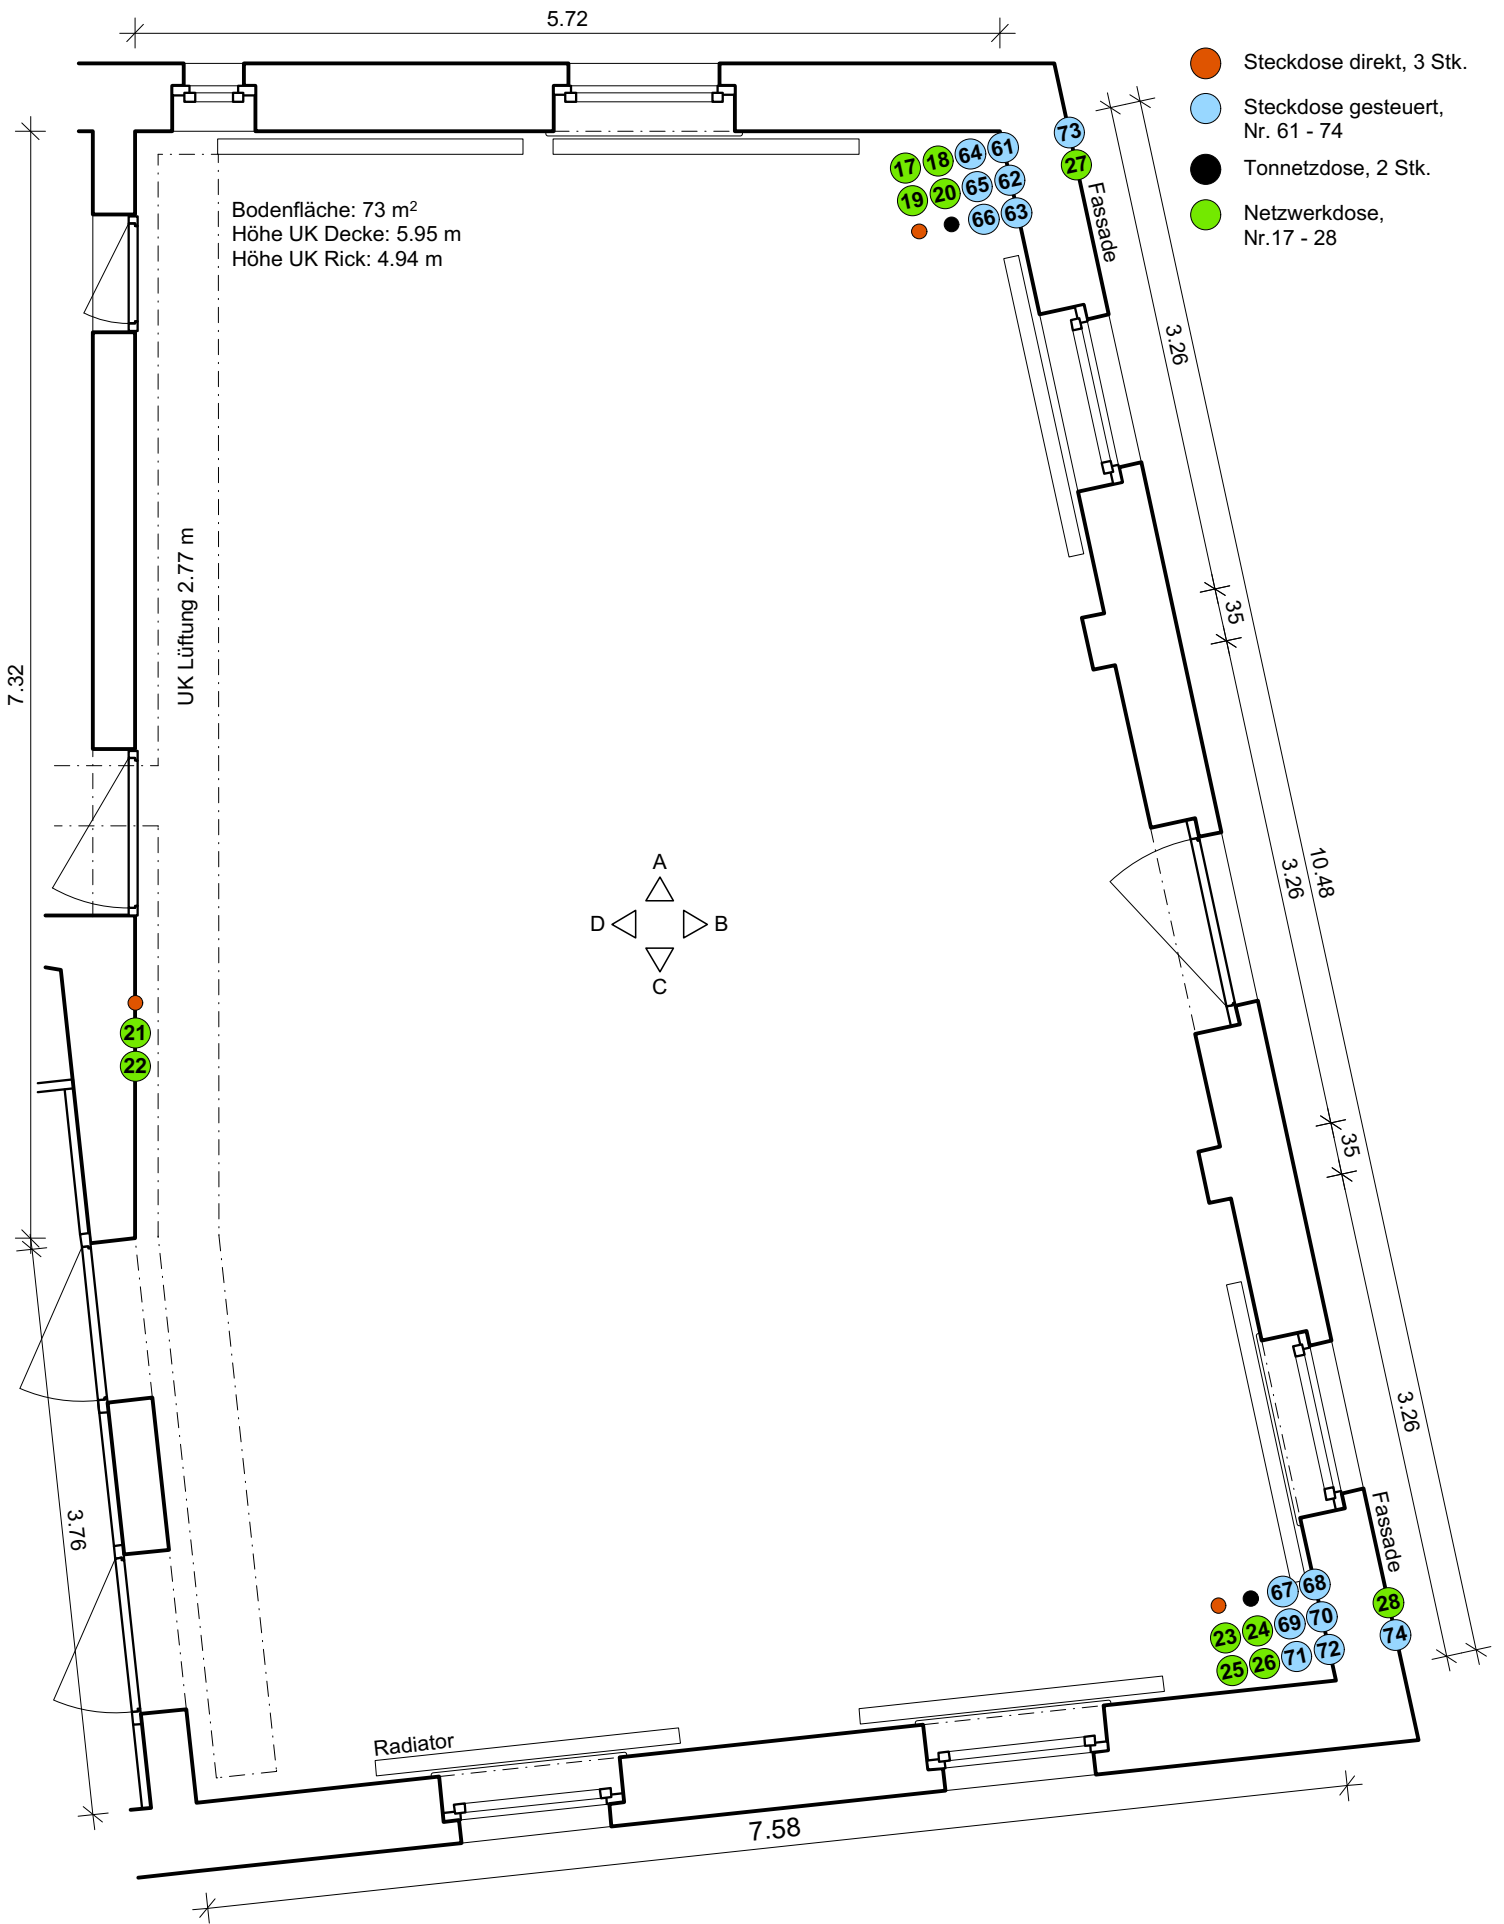 5.72
Steckdose direkt, 3 Stk.
Steckdose gesteuert,
Nr. 61 - 74
Tonnetzdose, 2 Stk.
Netzwerkdose,
Nr.17 - 28
73
27
Fassade
17 18 64 61
19 20 65 62
66 63
Bodenfläche: 73 m²
Höhe UK Decke: 5.95 m
Höhe UK Rick: 4.94 m
3.26
35
UK Lüftung 2.77 m
7.32
A
D B
C
3.26
10.48
21
22
35
3.26
3.76
Fassade
67 68
23 24 69 70
25 26 71 72
28
74
Radiator
7.58